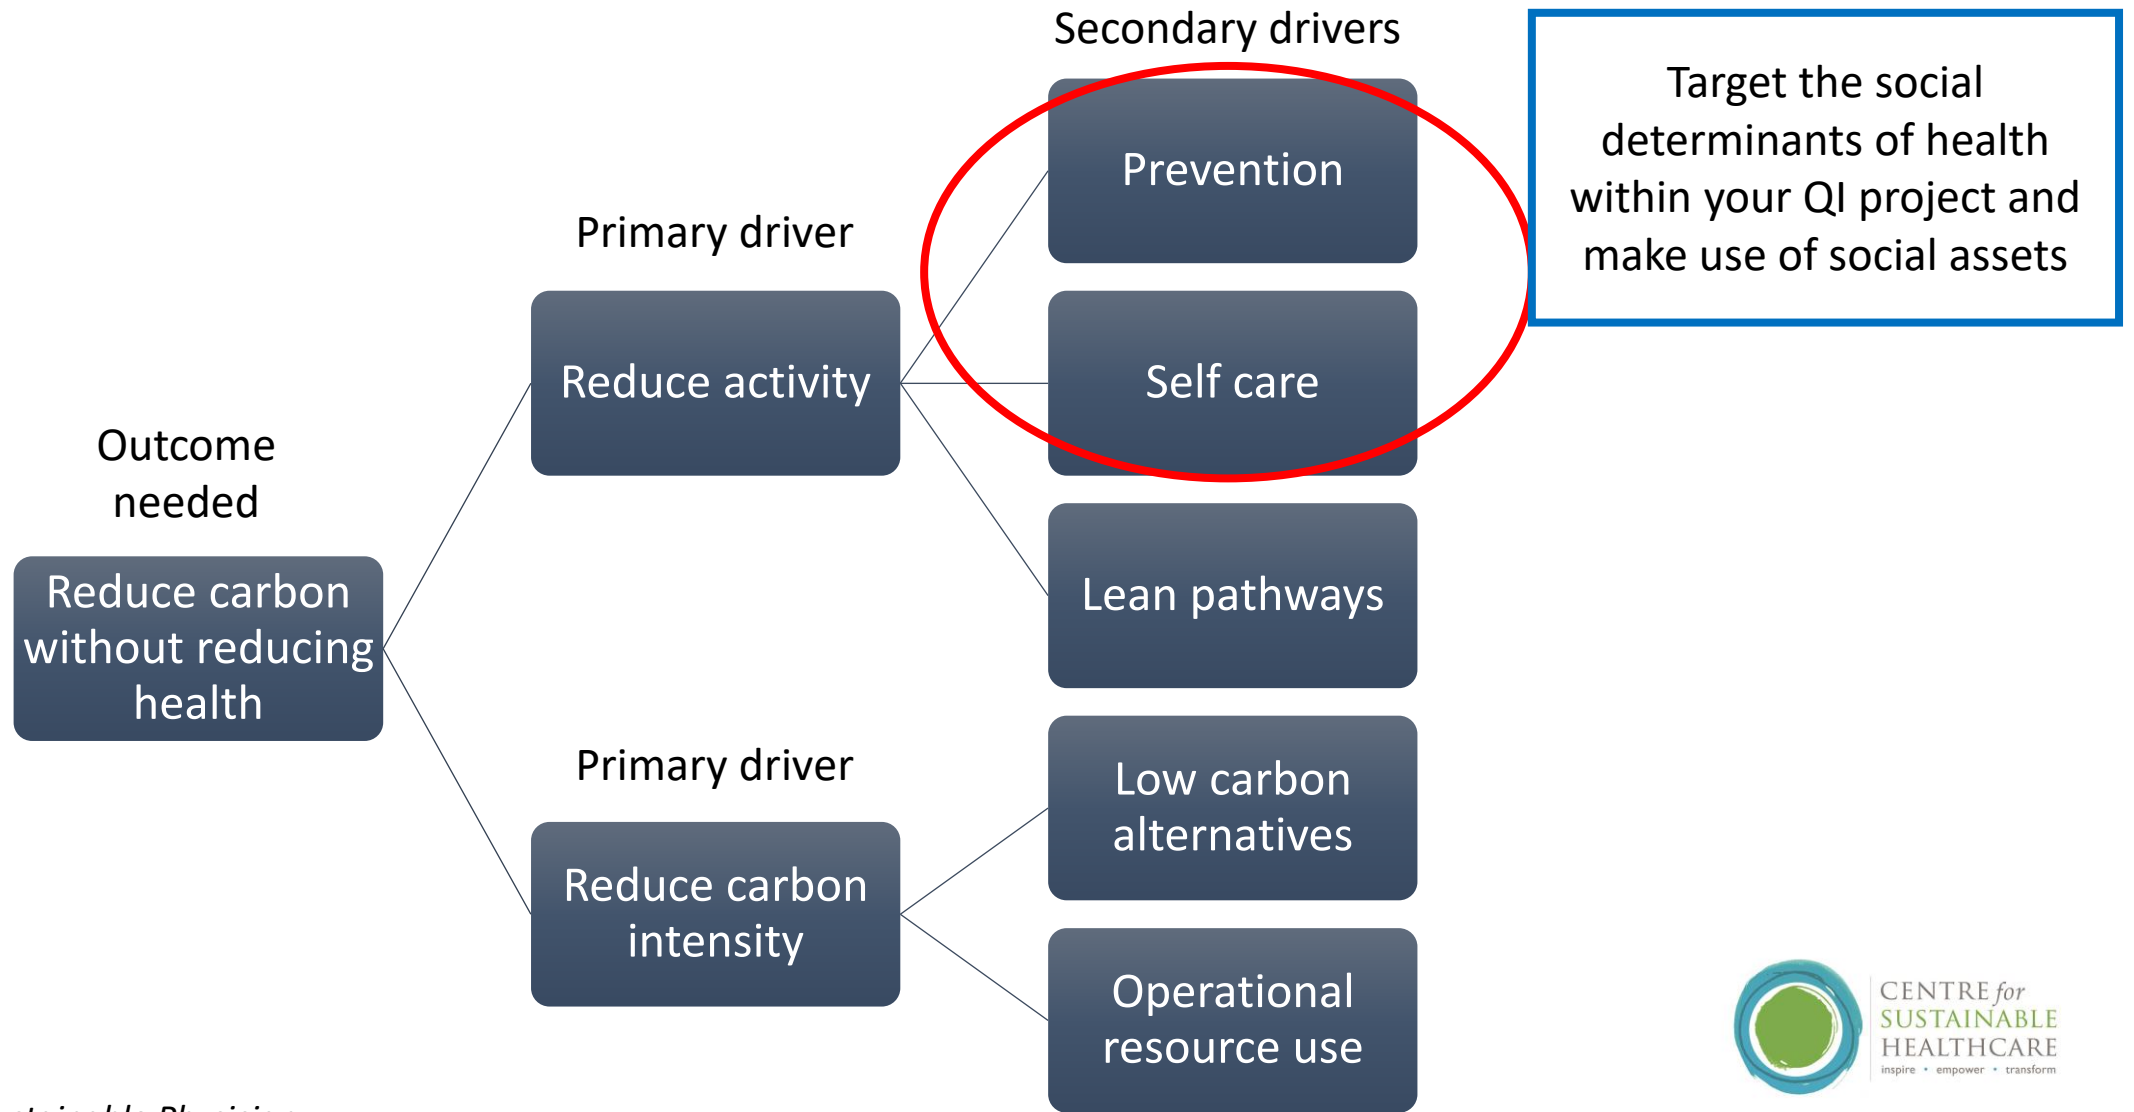 Secondary drivers
Target the social
determinants of health
within your QI project and
make use of social assets
Prevention
Primary driver
Reduce activity
Self care
Outcome
needed
Lean pathways
Reduce carbon
without reducing
health
Primary driver
Low carbon
alternatives
Reduce carbon
intensity
Operational
resource use
CENTRE for
SUSTAINABLE
HEALTHCARE
inspire • empower • transform